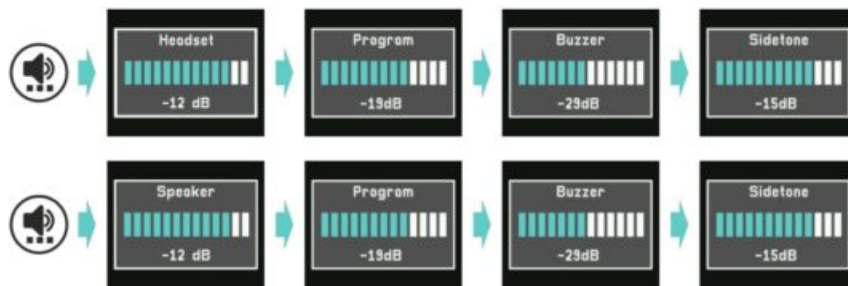 Headset
-12 dB
Program
-19dB
Buzzer
-29dB
Sidetone
-15dB
Speaker
-12 dB
Program
-19dB
Buzzer
-29dB
Sidetone
-15dB